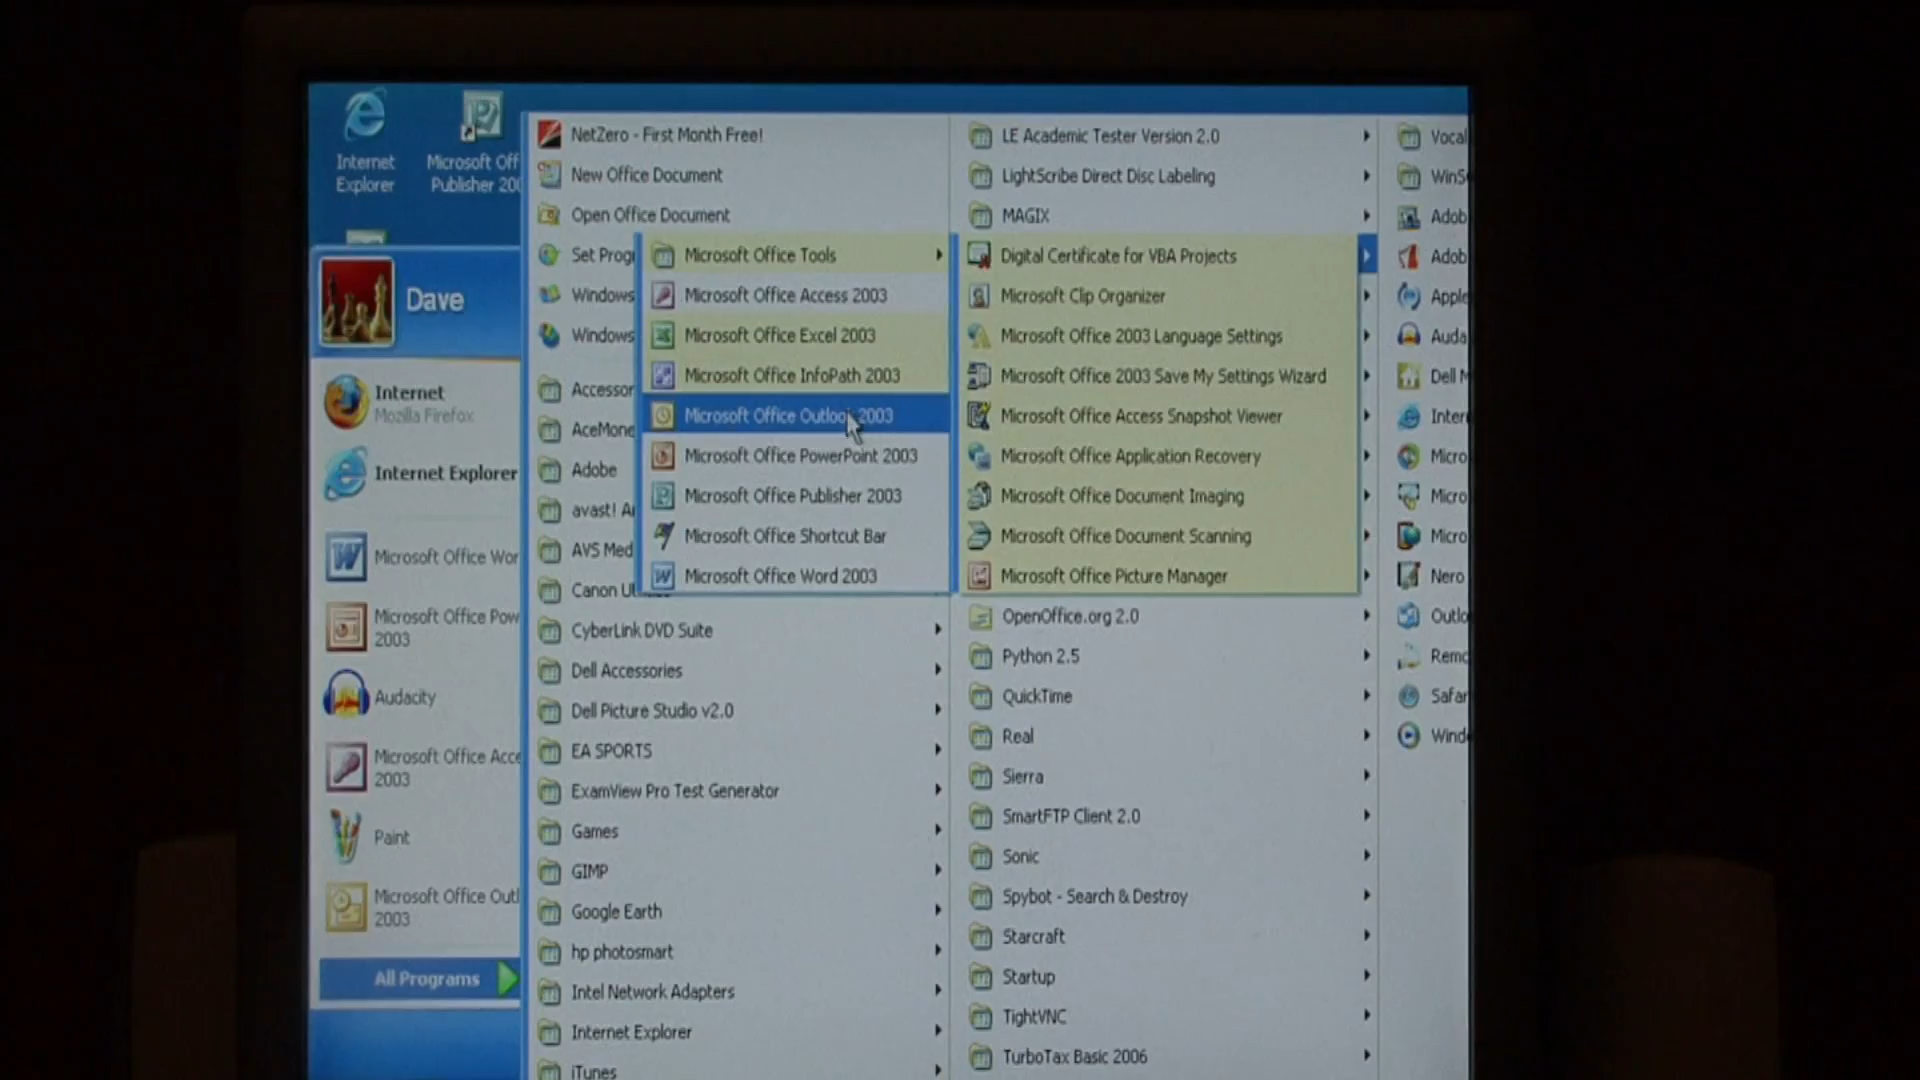 Internet
Explorer
Microsoft Off
Publisher 200
Dave
Internet
Mozilla Firefox
Internet Explorer
Microsoft Office Wor
Microsoft Office Pow
2003
Audacity
Microsoft Office Acce
2003
Paint
Microsoft Office Outl
2003
All Programs
NetZero - First Month Free!
New Office Document
Open Office Document
Set Prog
Windows
Windows
Accessor
AceMone
Adobe
avast! A
AVS Med
Canon Ut
CyberLink DVD Suite
Dell Accessories
Dell Picture Studio v2.0
EA SPORTS
ExamView Pro Test Generator
Games
GIMP
Google Earth
hp photosmart
Intel Network Adapters
Internet Explorer
iTunes
Microsoft Office Tools
Microsoft Office Access 2003
Microsoft Office Excel 2003
Microsoft Office InfoPath 2003
Microsoft Office Outlook 2003
Microsoft Office PowerPoint 2003
Microsoft Office Publisher 2003
Microsoft Office Shortcut Bar
Microsoft Office Word 2003
LE Academic Tester Version 2.0
LightScribe Direct Disc Labeling
MAGIX
Digital Certificate for VBA Projects
Microsoft Clip Organizer
Microsoft Office 2003 Language Settings
Microsoft Office 2003 Save My Settings Wizard
Microsoft Office Access Snapshot Viewer
Microsoft Office Application Recovery
Microsoft Office Document Imaging
Microsoft Office Document Scanning
Microsoft Office Picture Manager
OpenOffice.org 2.0
Python 2.5
QuickTime
Real
Sierra
SmartFTP Client 2.0
Sonic
Spybot - Search & Destroy
Starcraft
Startup
TightVNC
TurboTax Basic 2006
Vocal
WinS
Adob
Adob
Apple
Auda
Dell M
Inter
Micro
Micro
Micro
Nero
Outlo
Remo
Safar
Wind